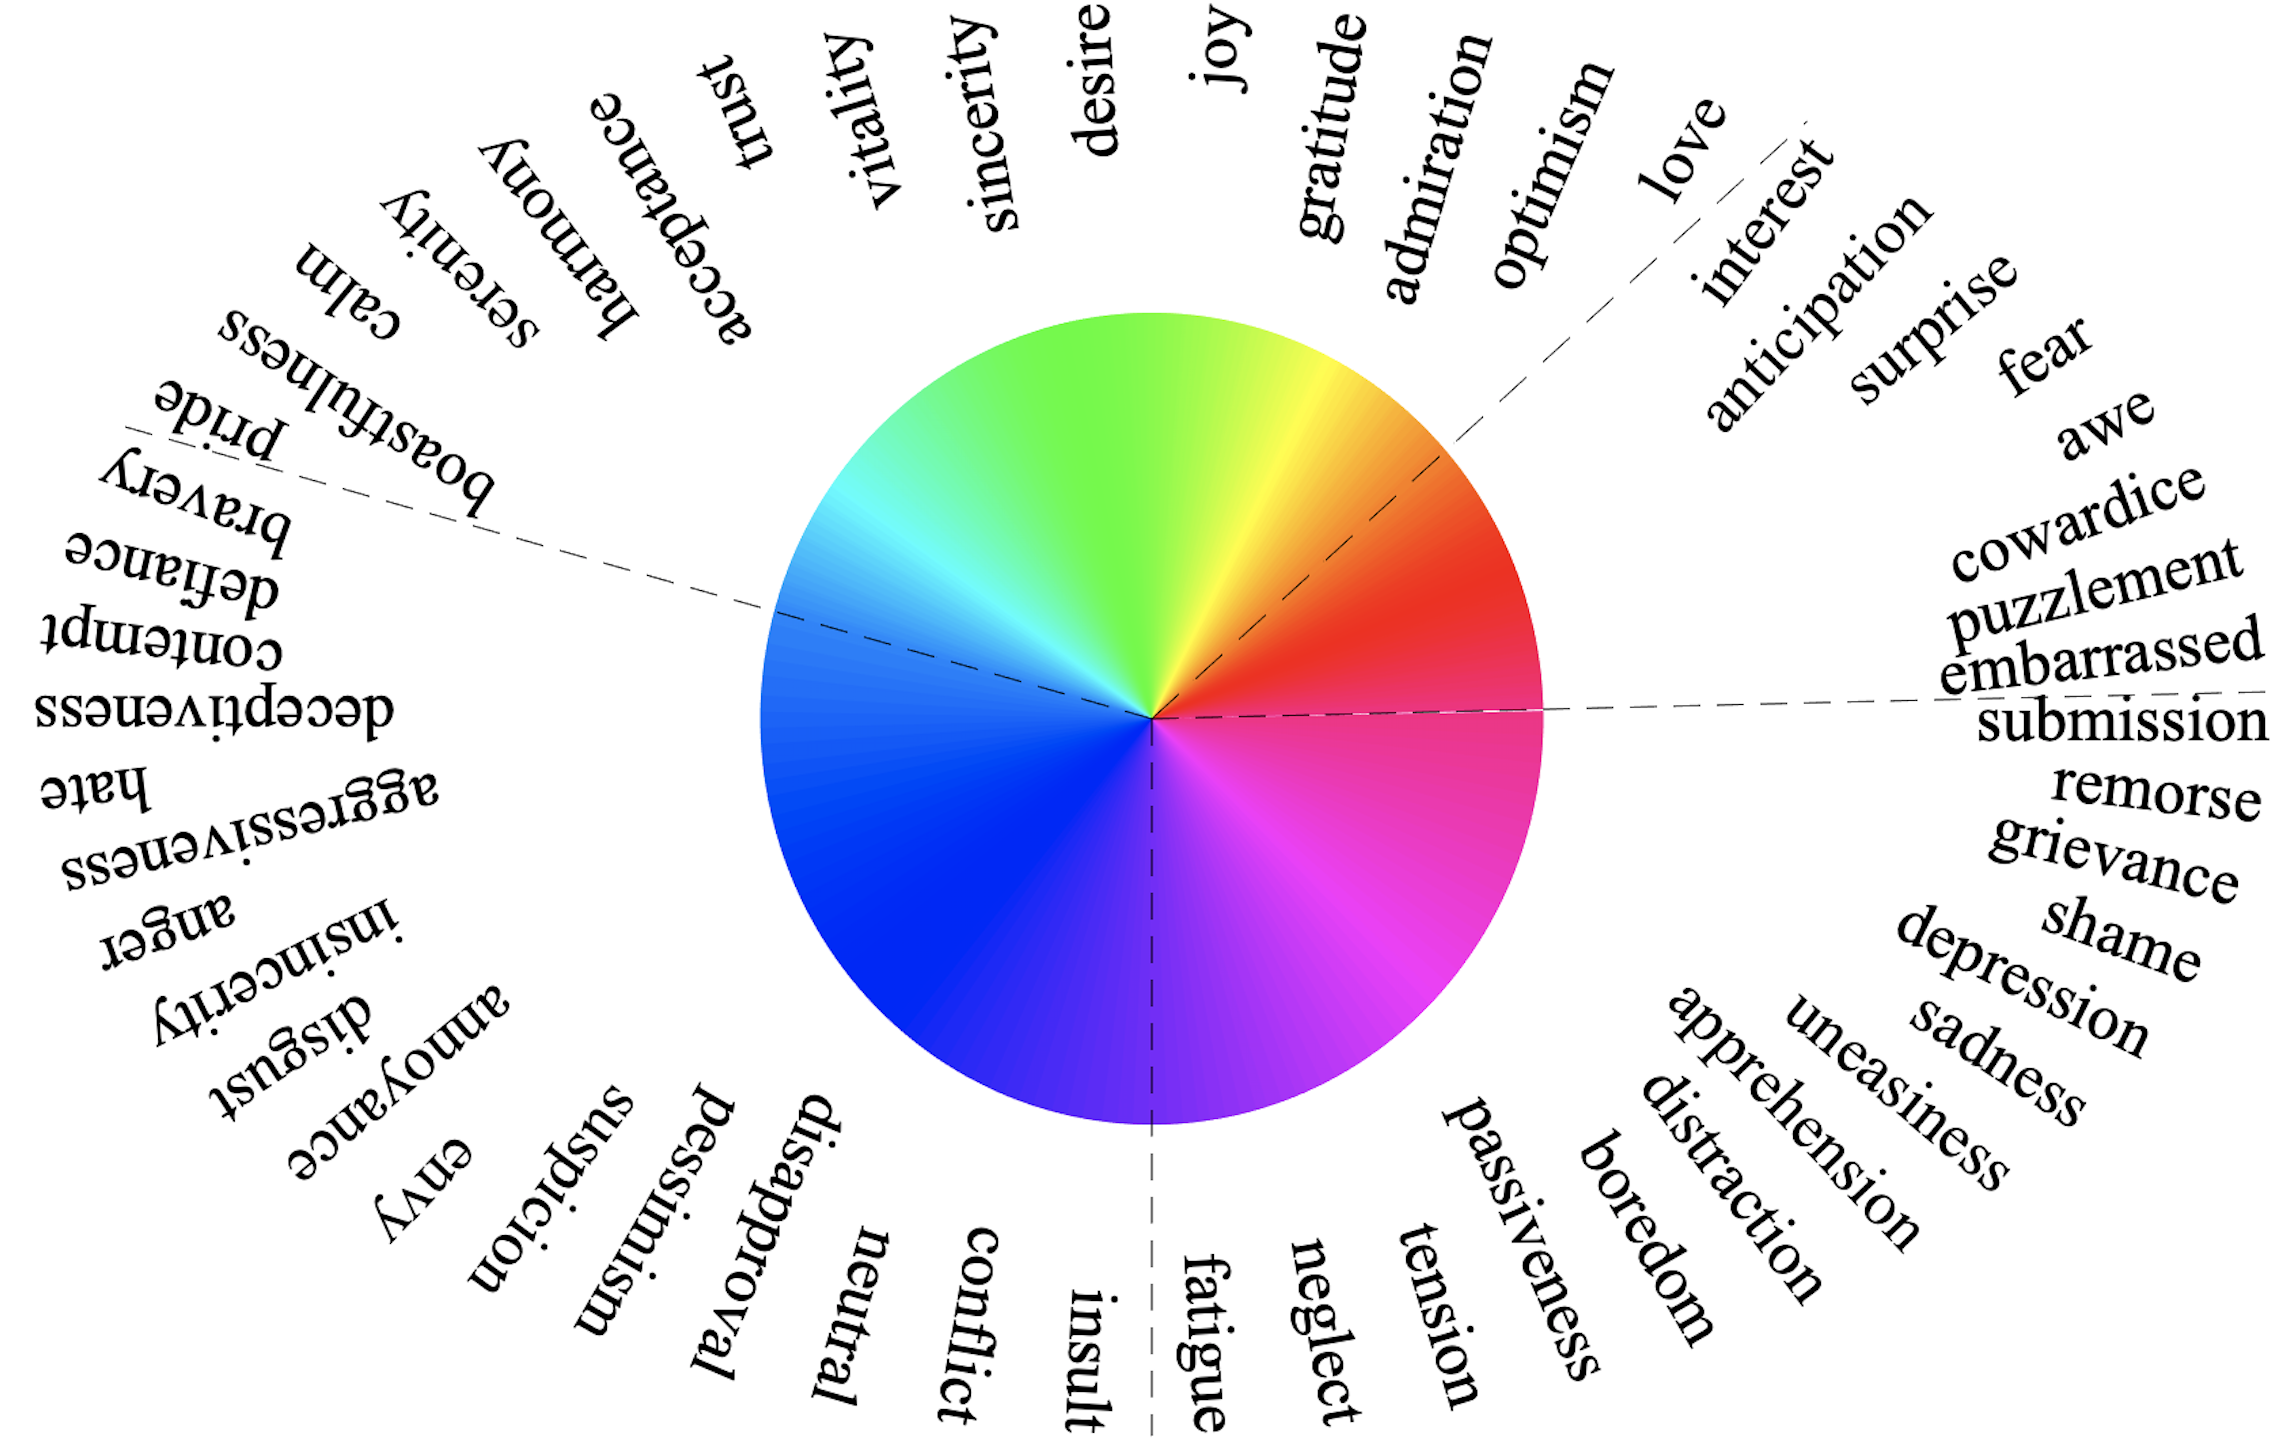 joy
gratitude
admiration
optimism
love
interest
anticipation
surprise
fear
awe
cowardice
puzzlement
embarrassed
submission
remorse
grievance
shame
depression
sadness
uneasiness
apprehension
distraction
boredom
passiveness
tension
neglect
fatigue
insult
conflict
neutral
disapproval
pessimism
suspicion
envy
annoyance
disgust
insincerity
anger
aggressiveness
hate
deceptiveness
contempt
defiance
bravery
pride
boastfulness
calm
serenity
harmony
acceptance
trust
vitality
sincerity
desire